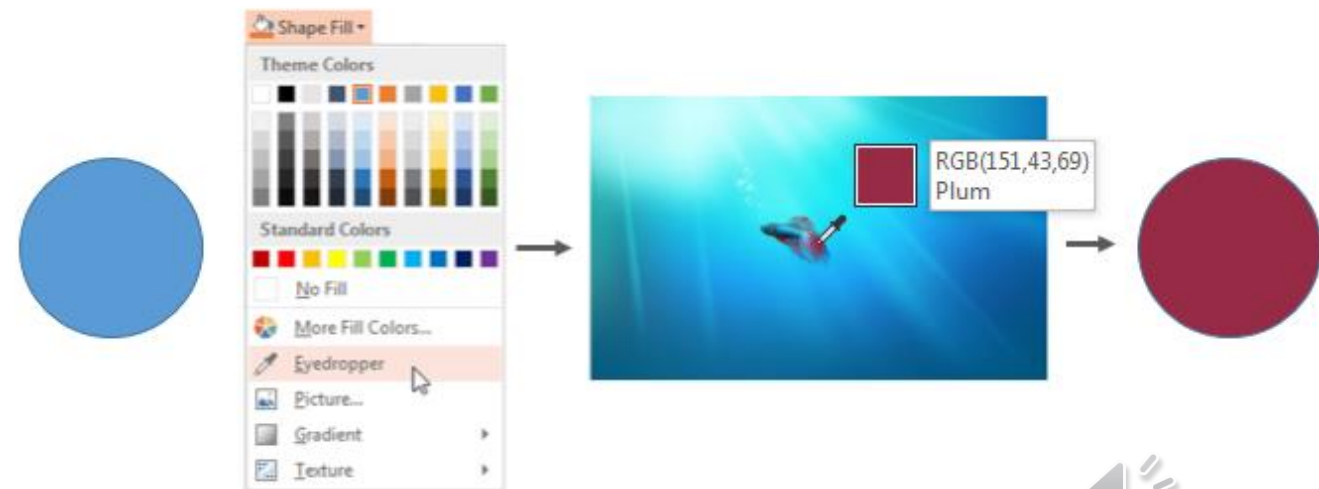 Shape Fill
Theme Colors
Standard Colors
No Fill
More Fill Colors...
Eyedropper
Picture...
Gradient
Texture
RGB(151,43,69)
Plum